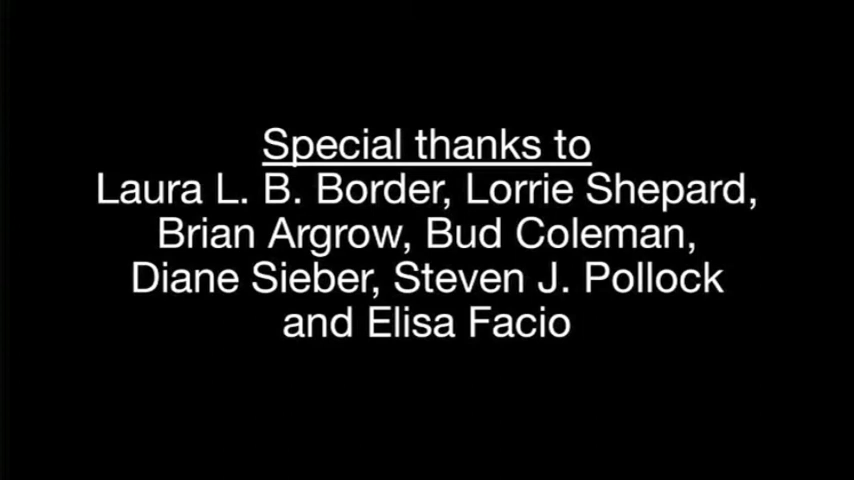 Special thanks to
Laura L. B. Border, Lorrie Shepard,
Brian Argrow, Bud Coleman,
Diane Sieber, Steven J. Pollock
and Elisa Facio